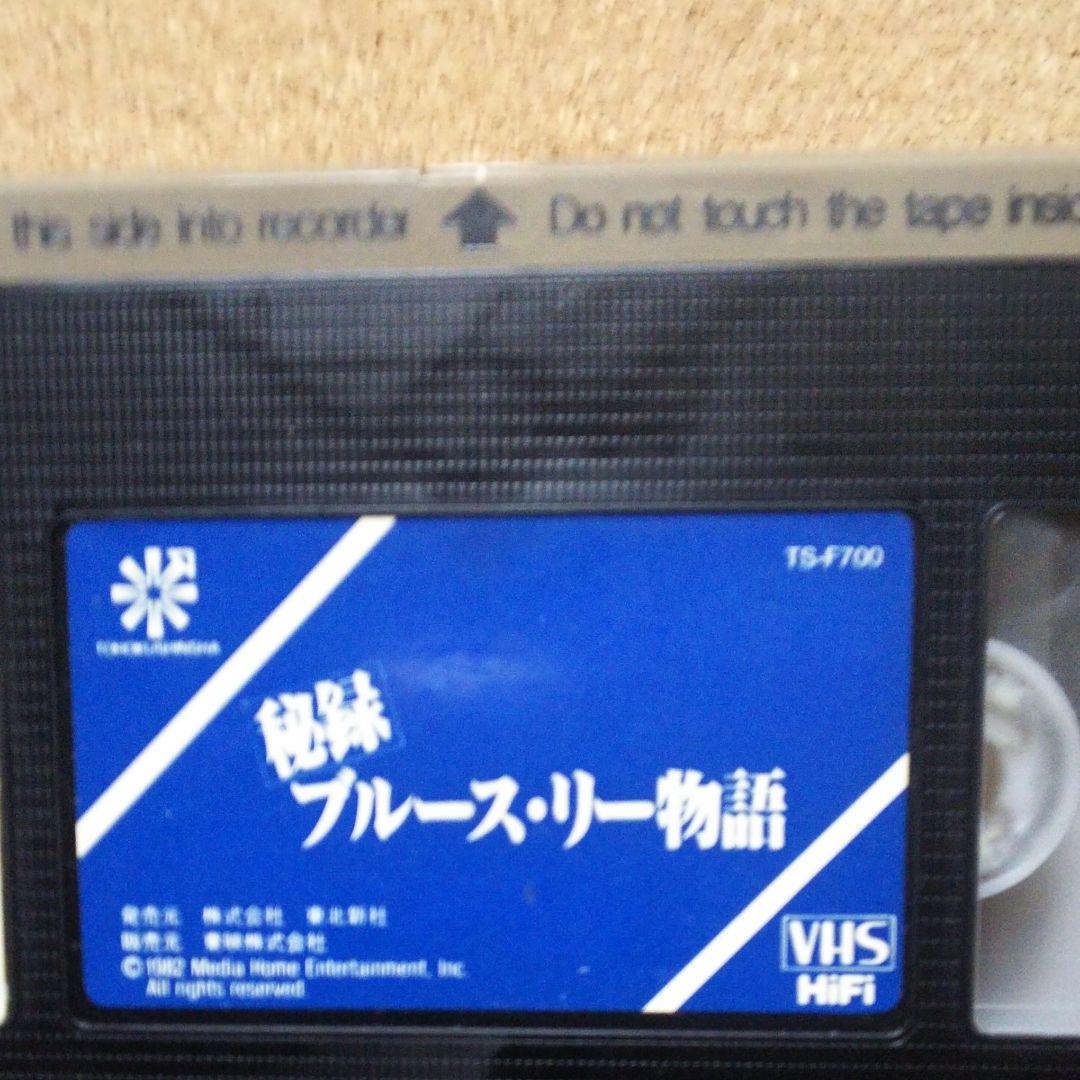 this side into recorder
Do not touch the tape insid
TS-F700
TOHOKUSHINSHA
秘録
ブルース・リー物語
発売元 株式会社 東北新社
販売元 東映株式会社
©1982 Media Home Entertainment, Inc.
All rights reserved.
VHS
HiFi